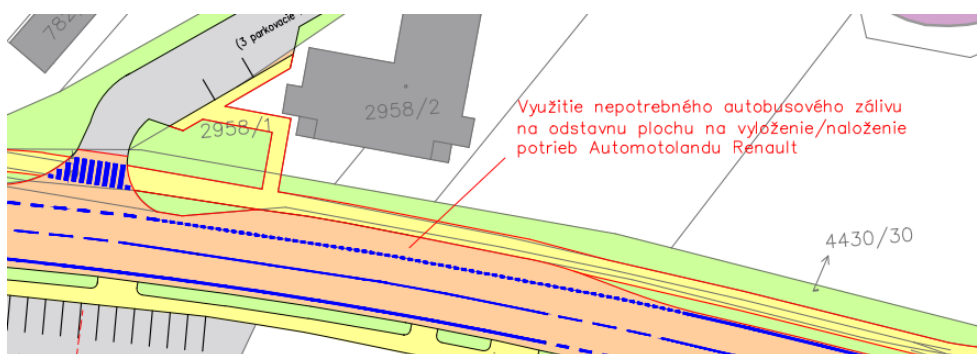 (3 parkovacie
2958/1
2958/2
Využitie nepotrebného autobusového zálivu
na odstavnu plochu na vyloženie/naloženie
potrieb Automotolandu Renault
4430/30